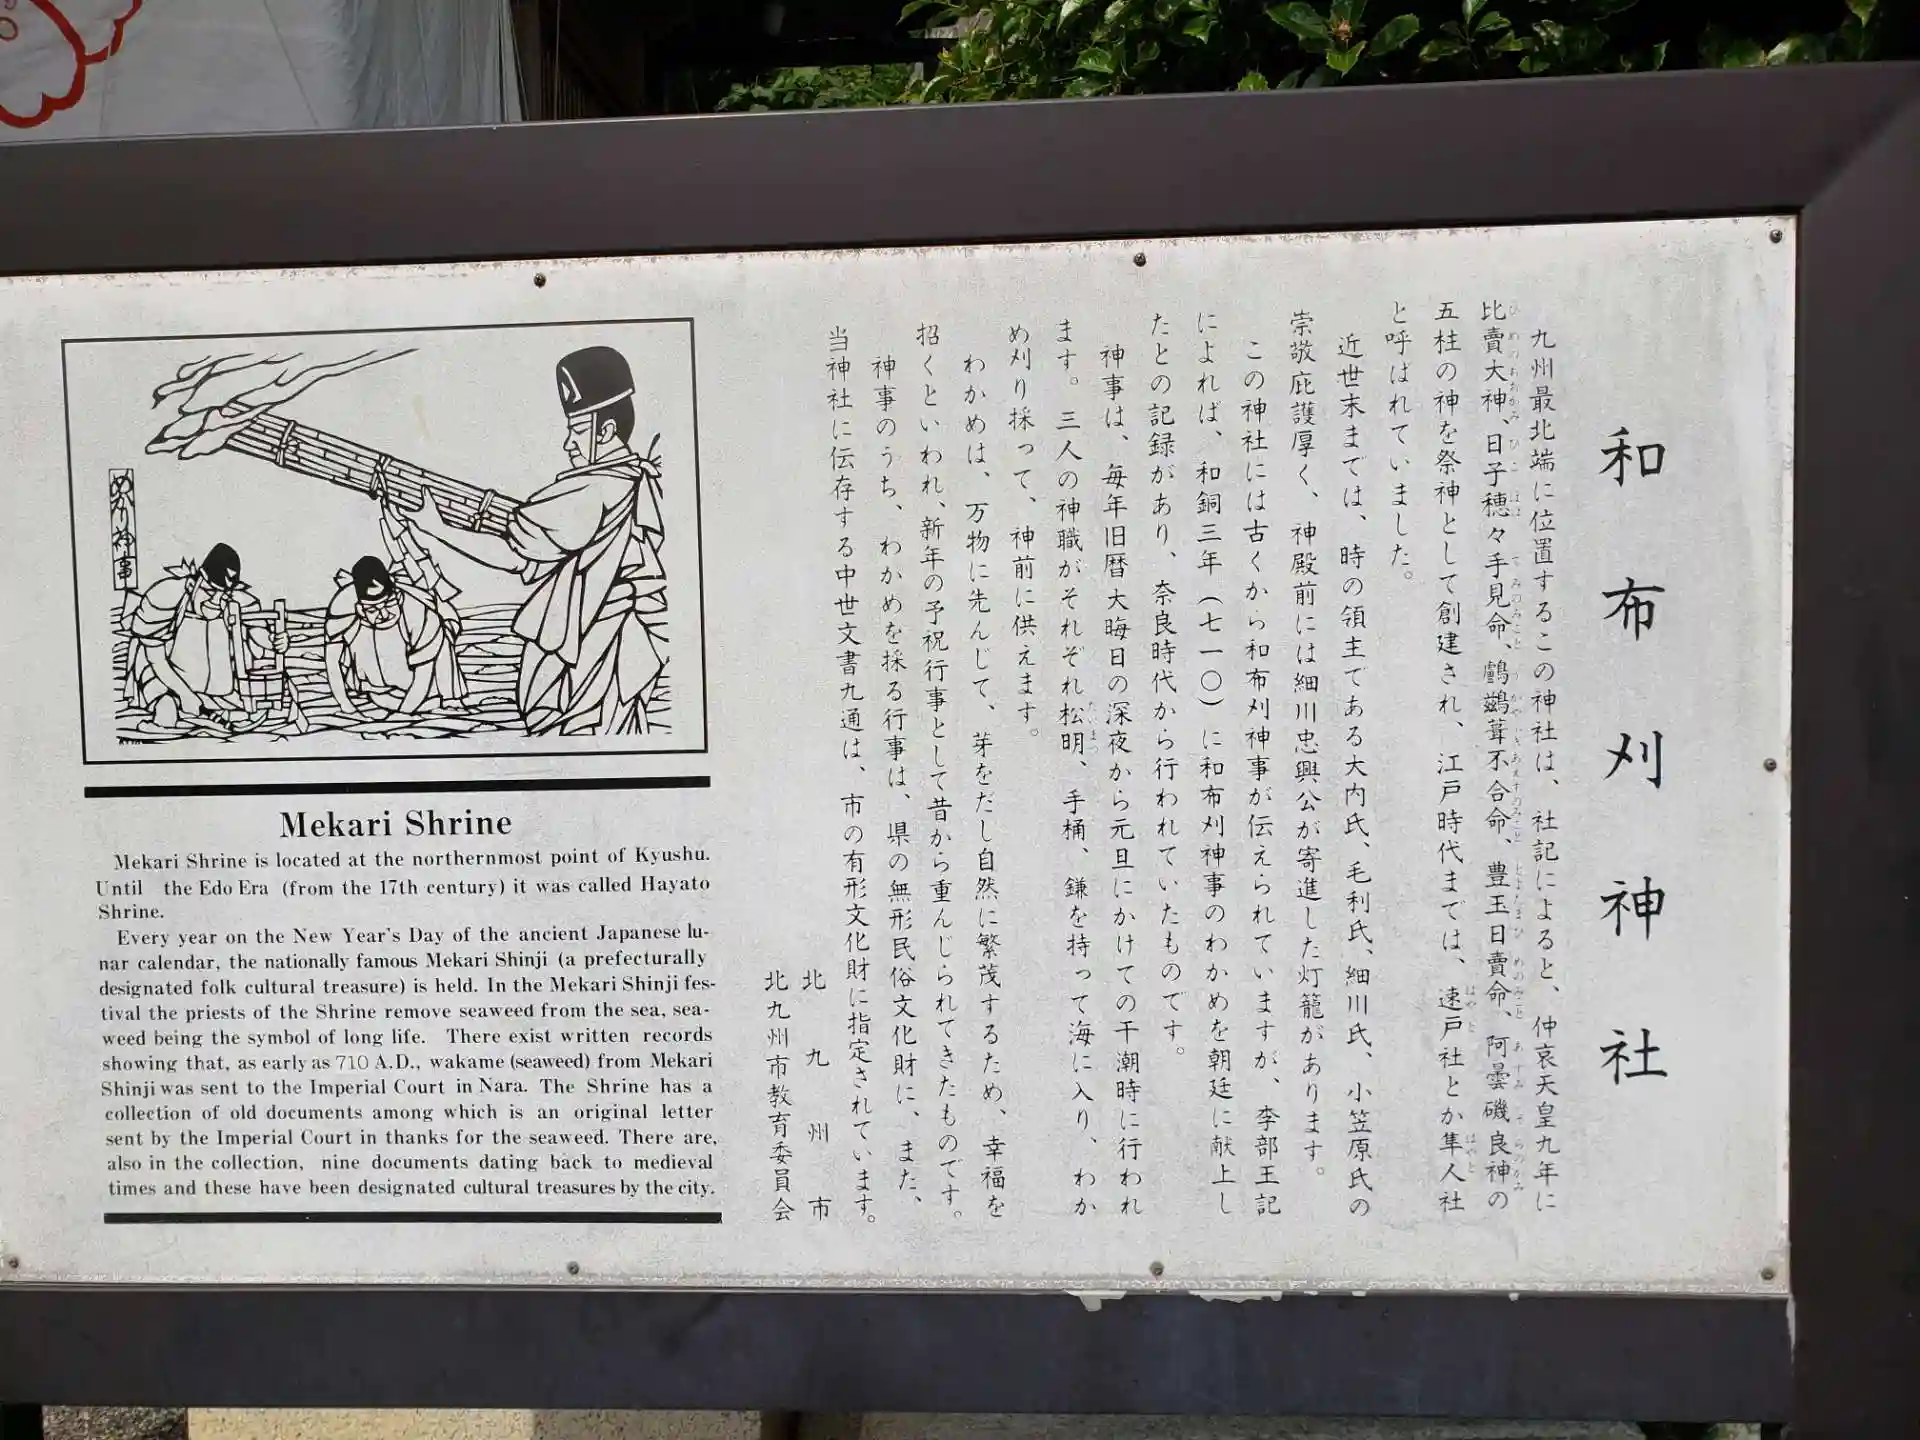 和布刈神社
九州最北端に位置するこの神社は、社記によると、仲哀天皇九年に
比賣大神、日子穂々手見命、鸕鷀葺不合命、豊玉日賣命、阿曇磯良神の
五柱の神を祭神として創建され、江戸時代までは、速戸社とか隼人社
と呼ばれていました。
近世末までは、時の領主である大内氏、毛利氏、細川氏、小笠原氏の
崇敬庇護厚く、神殿前には細川忠興公が寄進した灯籠があります。
この神社には古くから和布刈神事が伝えられていますが、李部王記
によれば、和銅三年(七一〇)に和布刈神事のわかめを朝廷に献上し
たとの記録があり、奈良時代から行われていたものです。
神事は、毎年旧暦大晦日の深夜から元旦にかけての干潮時に行われ
ます。三人の神職がそれぞれ松明、手桶、鎌を持って海に入り、わか
め刈り採って、神前に供えます。
わかめは、万物に先んじて、芽をだし自然に繁茂するため、幸福を
招くといわれ、新年の予祝行事として昔から重んじられてきたものです。
神事のうち、わかめを採る行事は、県の無形民俗文化財に、また、
当神社に伝存する中世文書九通は、市の有形文化財に指定されています。
北九州市
北九州市教育委員会
めかり神事
Mekari Shrine
Mekari Shrine is located at the northernmost point of Kyushu.
Until the Edo Era (from the 17th century) it was called Hayato
Shrine.
Every year on the New Year's Day of the ancient Japanese lu-
nar calendar, the nationally famous Mekari Shinji (a prefecturally
designated folk cultural treasure) is held. In the Mekari Shinji fes-
tival the priests of the Shrine remove seaweed from the sea, sea-
weed being the symbol of long life. There exist written records
showing that, as early as 710 A.D., wakame (seaweed) from Mekari
Shinji was sent to the Imperial Court in Nara. The Shrine has a
collection of old documents among which is an original letter
sent by the Imperial Court in thanks for the seaweed. There are,
also in the collection, nine documents dating back to medieval
times and these have been designated cultural treasures by the city.